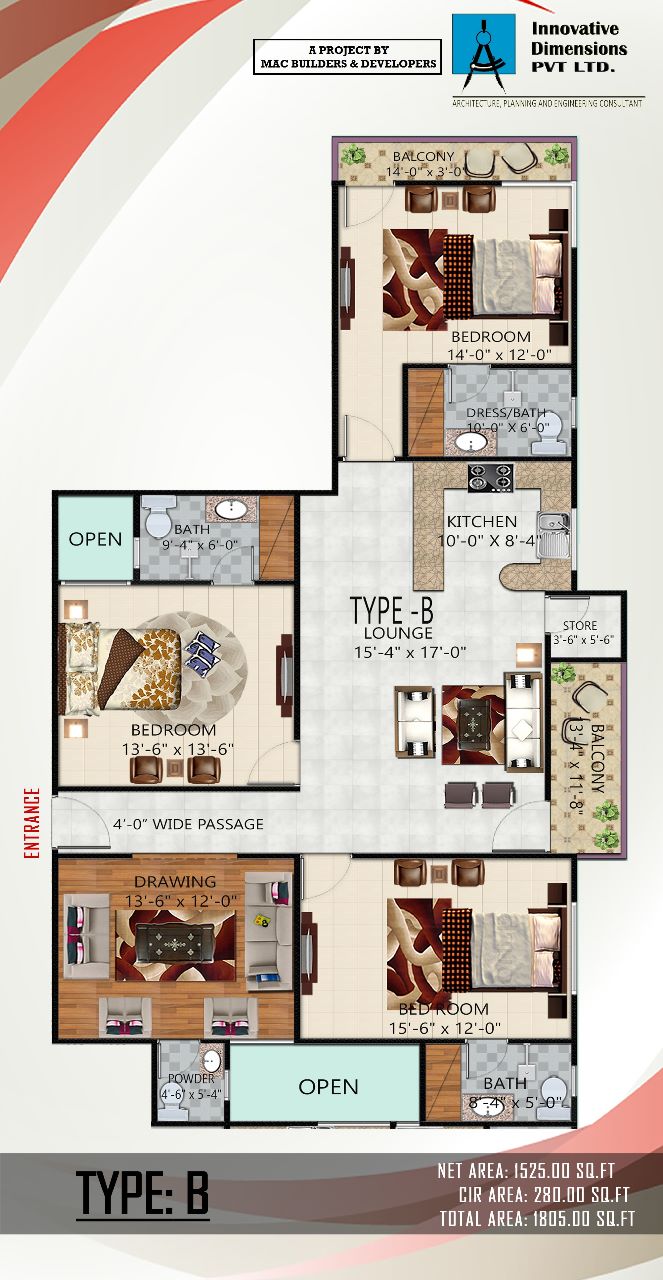 A PROJECT BY
MAC BUILDERS & DEVELOPERS
Innovative
Dimensions
PVT LTD.
ARCHITECTURE, PLANNING AND ENGINEERING CONSULTANT
BALCONY
14'-0" x 3'-0"
BEDROOM
14'-0" x 12'-0"
DRESS/BATH
10'-0" X 6'-0"
OPEN
BATH
9'-4" x 6'-0"
KITCHEN
10'-0" X 8'-4"
TYPE -B
LOUNGE
15'-4" x 17'-0"
STORE
3'-6" x 5'-6"
BEDROOM
13'-6" x 13'-6"
BALCONY
13'-4" x 11'-8"
ENTRANCE
4'-0" WIDE PASSAGE
DRAWING
13'-6" x 12'-0"
BED ROOM
15'-6" x 12'-0"
POWDER
4'-6" x 5'-4"
OPEN
BATH
8'-4" x 5'-0"
TYPE: B
NET AREA: 1525.00 SQ.FT
CIR AREA: 280.00 SQ.FT
TOTAL AREA: 1805.00 SQ.FT